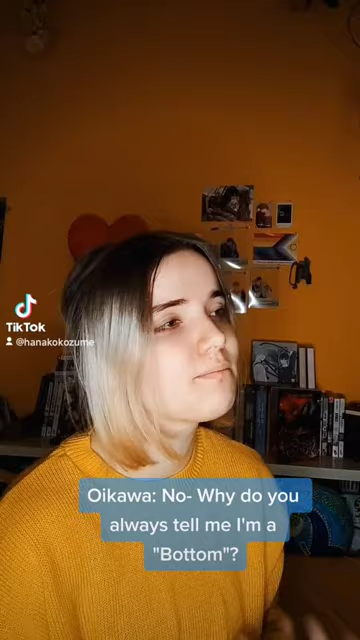 TikTok
@hanakokozume
Oikawa: No- Why do you
always tell me I'm a
"Bottom"?